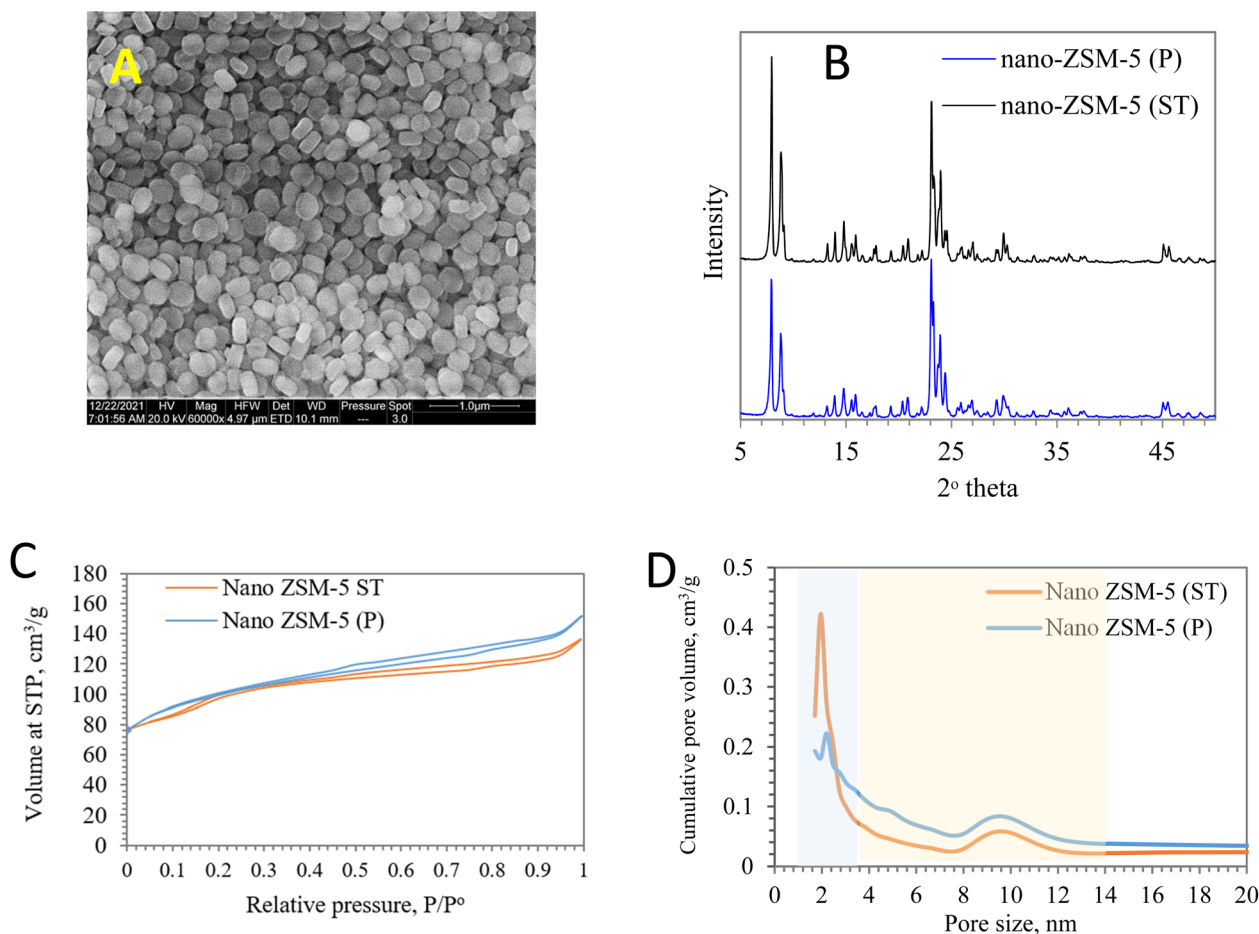 A
12/22/2021 HV Mag HFW Det WD Pressure Spot 1.0µm
7:01:56 AM 20.0 kV 60000x 4.97 µm ETD 10.1 mm --- 3.0
B
nano-ZSM-5 (P)
nano-ZSM-5 (ST)
Intensity
5 15 25 35 45
2º theta
C
Nano ZSM-5 ST
Nano ZSM-5 (P)
Volume at STP, cm³/g
180
160
140
120
100
80
60
40
20
0
0 0.1 0.2 0.3 0.4 0.5 0.6 0.7 0.8 0.9 1
Relative pressure, P/Pº
D
Nano ZSM-5 (ST)
Nano ZSM-5 (P)
Cumulative pore volume, cm³/g
0.5
0.4
0.3
0.2
0.1
0
0 2 4 6 8 10 12 14 16 18 20
Pore size, nm